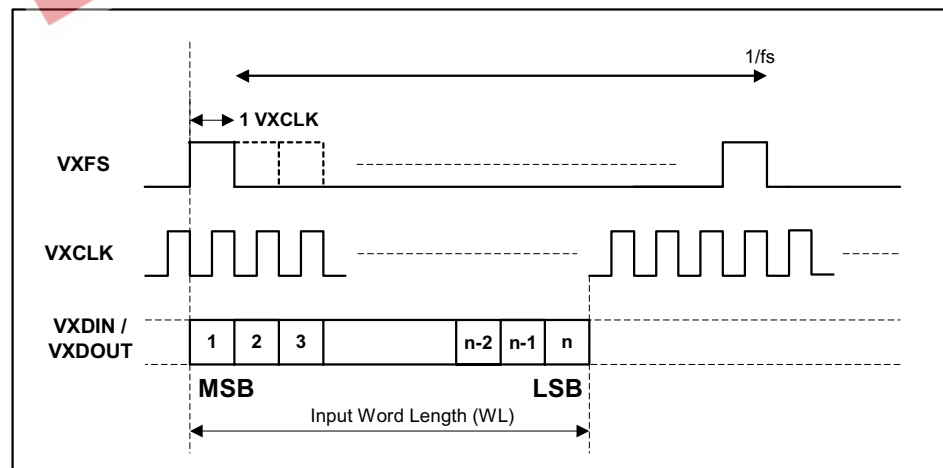 1/fs
1 VXCLK
VXFS
VXCLK
VXDIN /
VXDOUT
1 2 3 n-2 n-1 n
MSB LSB
Input Word Length (WL)